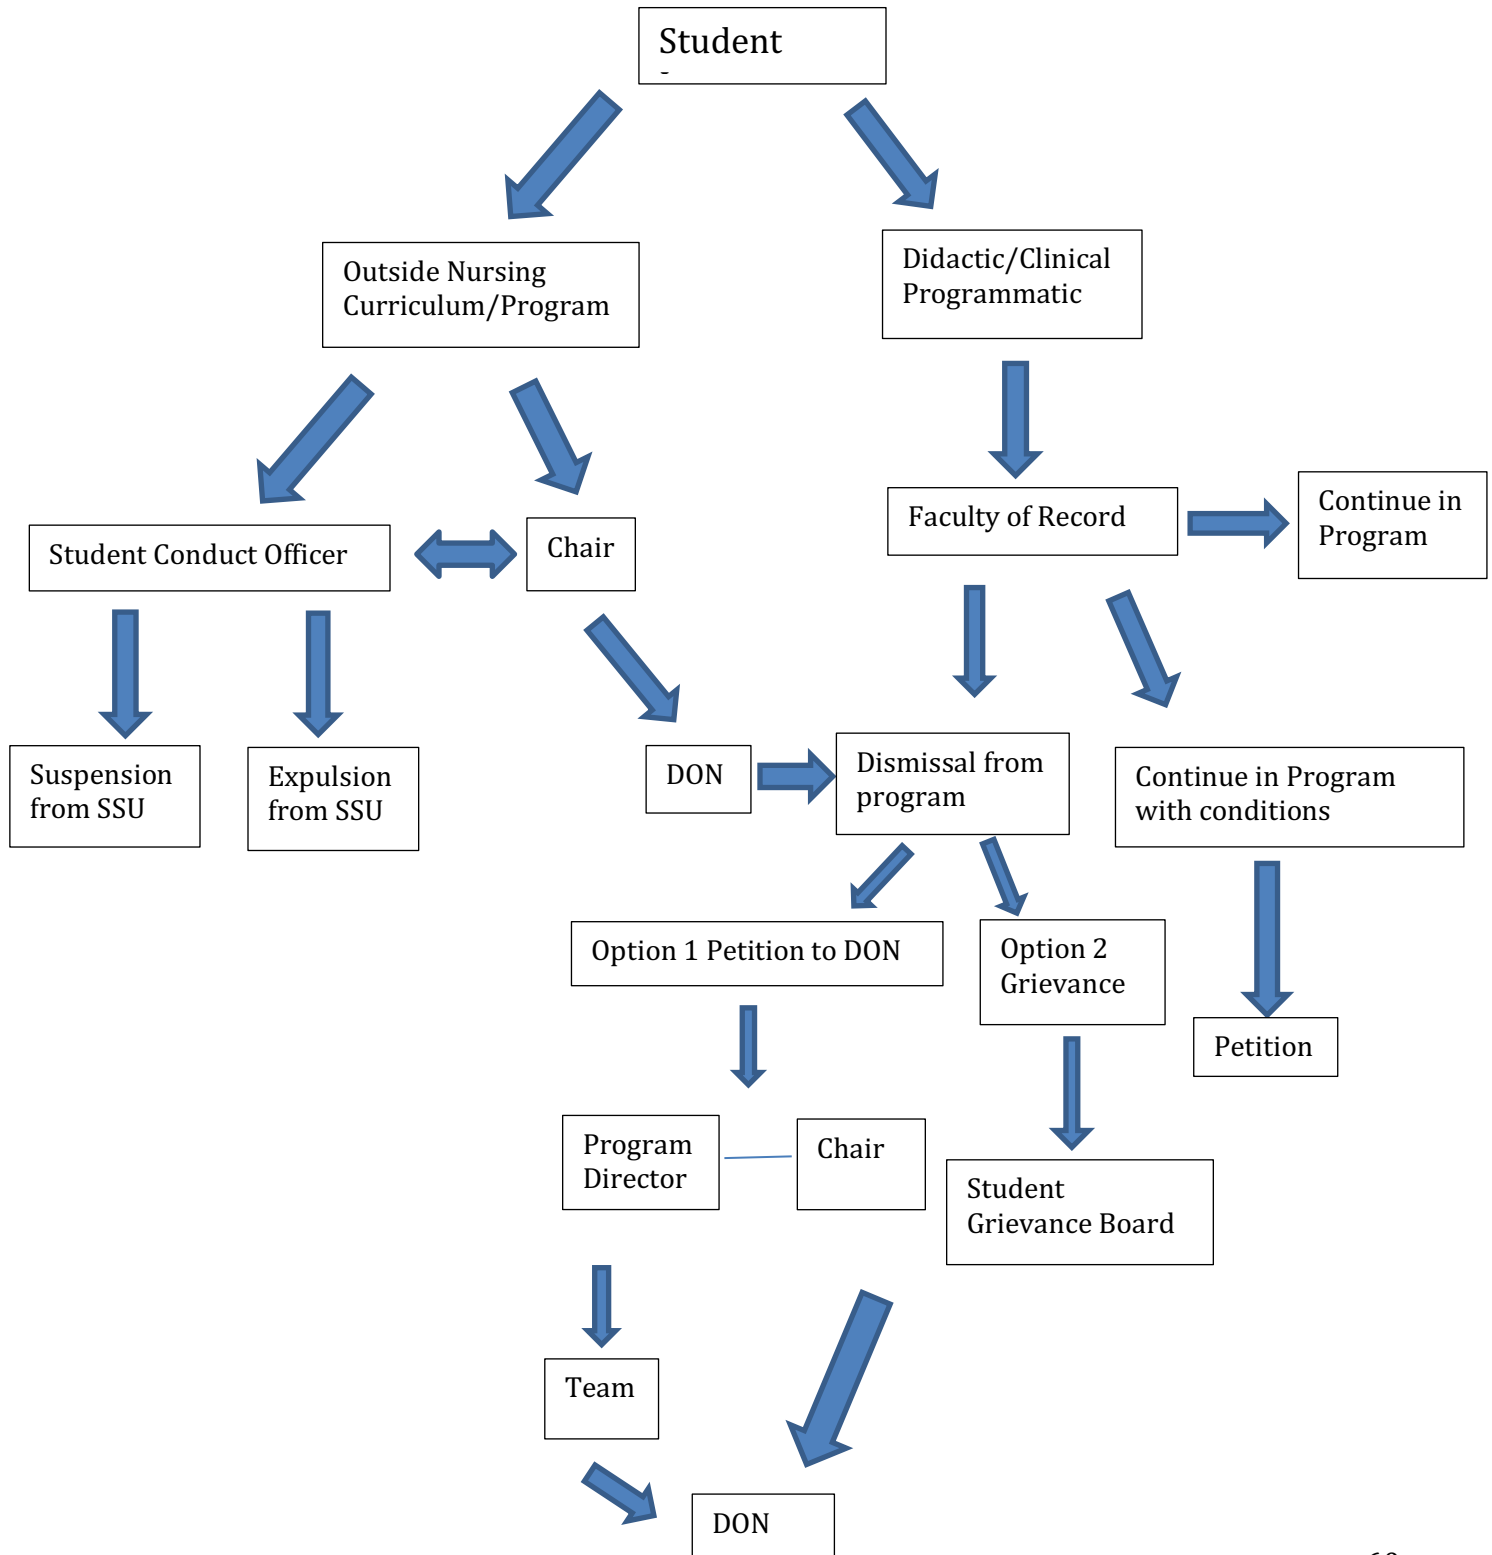 Student
Outside Nursing
Curriculum/Program
Didactic/Clinical
Programmatic
Student Conduct Officer
Chair
Faculty of Record
Continue in
Program
Suspension
from SSU
Expulsion
from SSU
DON
Dismissal from
program
Continue in Program
with conditions
Option 1 Petition to DON
Option 2
Grievance
Petition
Program
Director
Chair
Student
Grievance Board
Team
DON